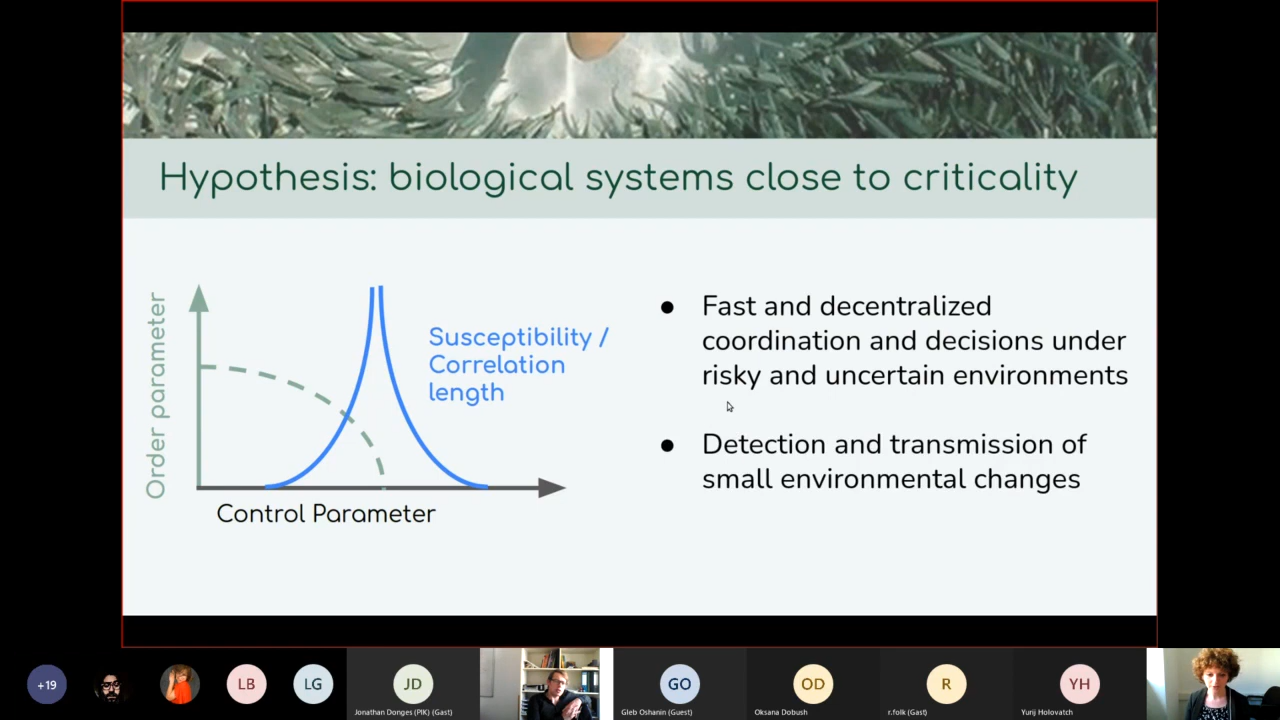 Hypothesis: biological systems close to criticality
Order parameter
Susceptibility /
Correlation
length
Control Parameter
● Fast and decentralized
coordination and decisions under
risky and uncertain environments
● Detection and transmission of
small environmental changes
+19
LB
LG
JD
Jonathan Donges (PIK) (Gast)
GO
Gleb Oshanin (Guest)
OD
Oksana Dobush
R
r.folk (Gast)
YH
Yurij Holovatch